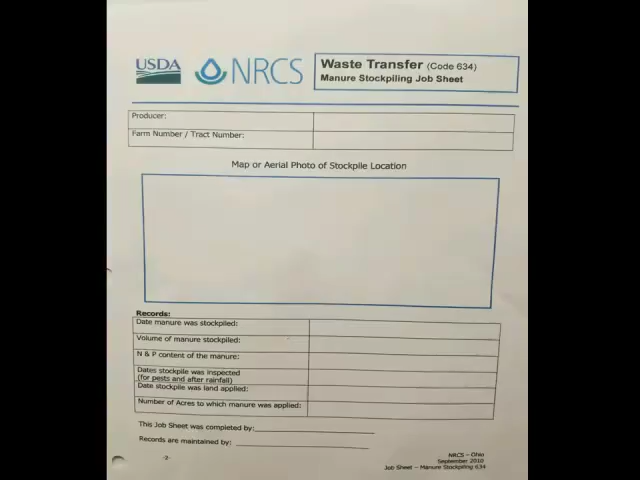 USDA
NRCS
Waste Transfer (Code 634)
Manure Stockpiling Job Sheet
Producer:
Farm Number / Tract Number:
Map or Aerial Photo of Stockpile Location
Records:
Date manure was stockpiled:
Volume of manure stockpiled:
N & P content of the manure:
Dates stockpile was inspected
(for pests and after rainfall)
Date stockpile was land applied:
Number of Acres to which manure was applied:
This Job Sheet was completed by:
Records are maintained by:
-2-
NRCS – Ohio
September 2010
Job Sheet – Manure Stockpiling 634